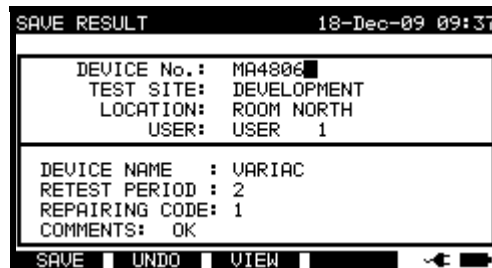 SAVE RESULT 18-Dec-09 09:37
DEVICE No.: MA4806
TEST SITE: DEVELOPMENT
LOCATION: ROOM NORTH
USER: USER 1
DEVICE NAME : VARIAC
RETEST PERIOD : 2
REPAIRING CODE: 1
COMMENTS: OK
SAVE UNDO VIEW